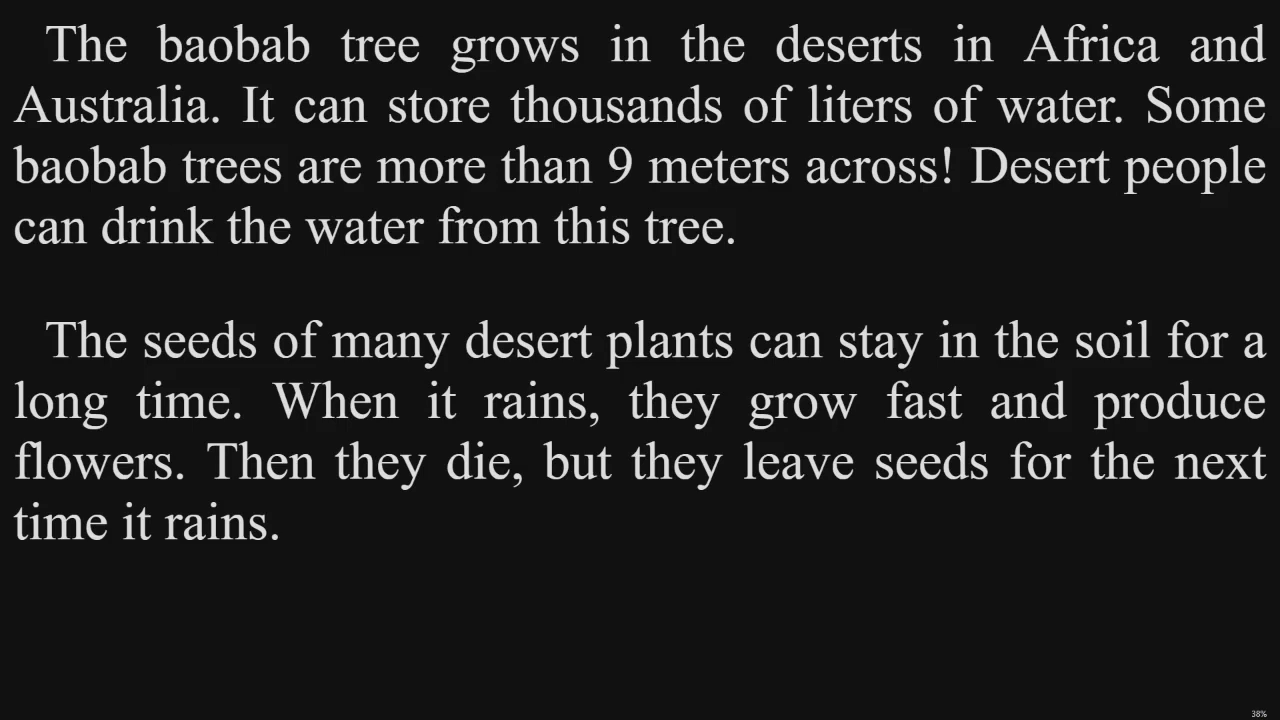 The baobab tree grows in the deserts in Africa and
Australia. It can store thousands of liters of water. Some
baobab trees are more than 9 meters across! Desert people
can drink the water from this tree.
The seeds of many desert plants can stay in the soil for a
long time. When it rains, they grow fast and produce
flowers. Then they die, but they leave seeds for the next
time it rains.
38%